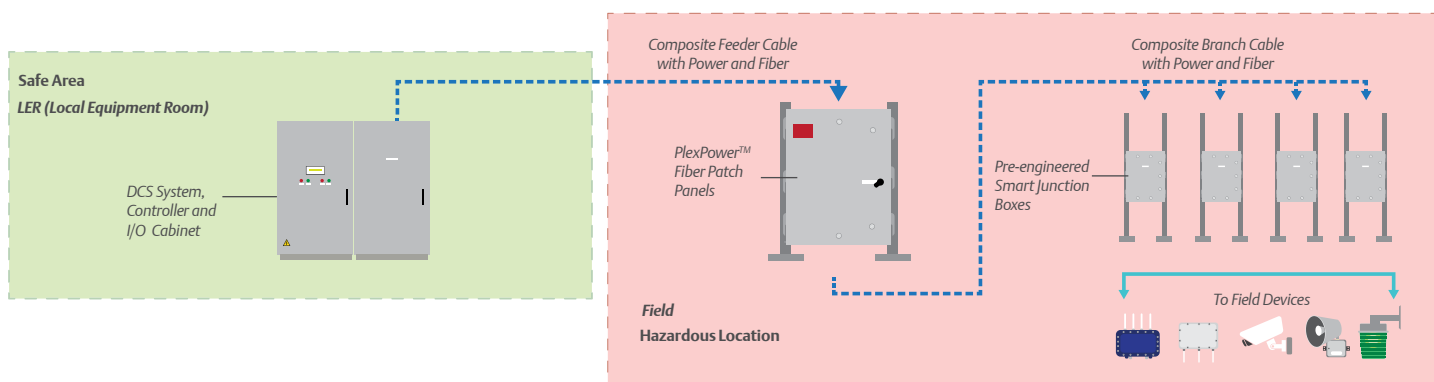 Safe Area
LER (Local Equipment Room)
DCS System,
Controller and
I/O Cabinet
Composite Feeder Cable
with Power and Fiber
PlexPower™
Fiber Patch
Panels
Composite Branch Cable
with Power and Fiber
Pre-engineered
Smart Junction
Boxes
To Field Devices
Field
Hazardous Location